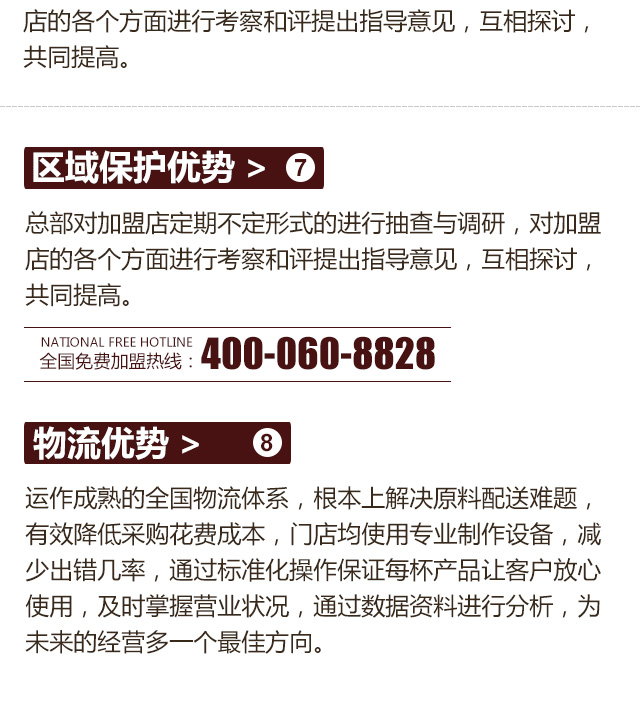 店的各个方面进行考察和评提出指导意见，互相探讨，
共同提高。
区域保护优势 > 7
总部对加盟店定期不定形式的进行抽查与调研，对加盟
店的各个方面进行考察和评提出指导意见，互相探讨，
共同提高。
NATIONAL FREE HOTLINE
全国免费加盟热线：400-060-8828
物流优势 > 8
运作成熟的全国物流体系，根本上解决原料配送难题，
有效降低采购花费成本，门店均使用专业制作设备，减
少出错几率，通过标准化操作保证每杯产品让客户放心
使用，及时掌握营业状况，通过数据资料进行分析，为
未来的经营多一个最佳方向。